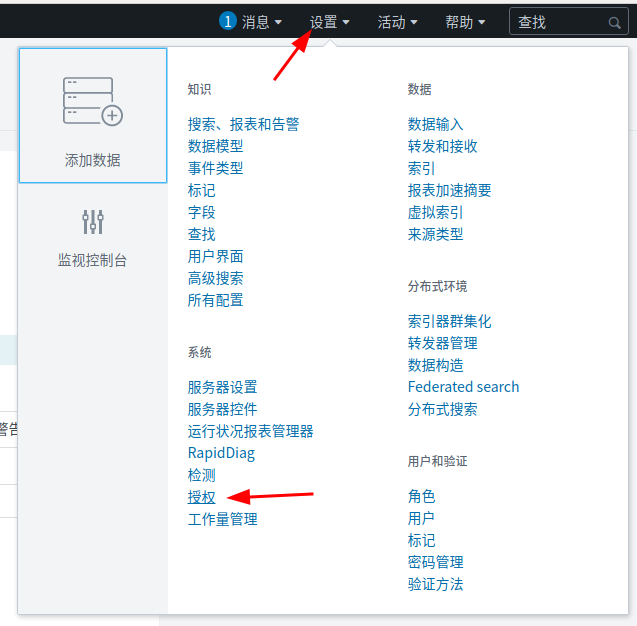 1 消息 设置 活动 帮助 查找
添加数据
监视控制台
知识
搜索、报表和告警
数据模型
事件类型
标记
字段
查找
用户界面
高级搜索
所有配置
系统
服务器设置
服务器控件
运行状况报表管理器
RapidDiag
检测
授权
工作量管理
数据
数据输入
转发和接收
索引
报表加速摘要
虚拟索引
来源类型
分布式环境
索引器群集化
转发器管理
数据构造
Federated search
分布式搜索
用户和验证
角色
用户
标记
密码管理
验证方法
警告